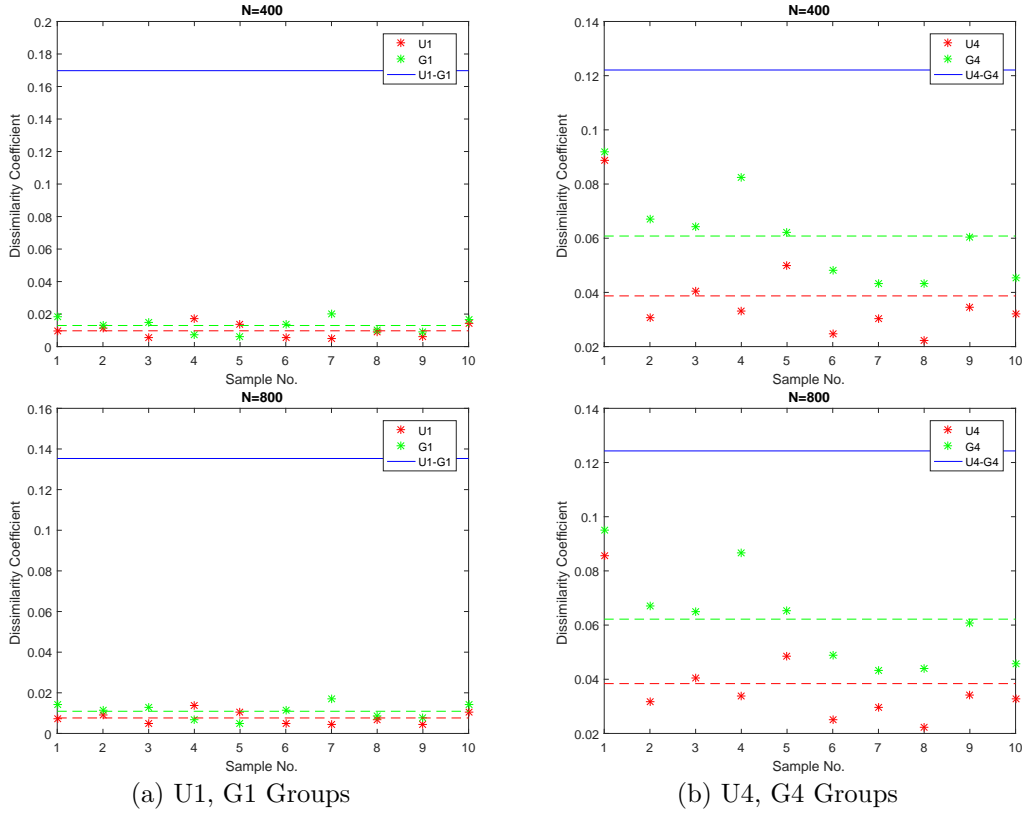 N=400
0.2
0.18
0.16
0.14
0.12
0.1
0.08
0.06
0.04
0.02
0
Dissimilarity Coefficient
1 2 3 4 5 6 7 8 9 10
Sample No.
U1
G1
U1-G1
N=400
0.14
0.12
0.1
0.08
0.06
0.04
0.02
Dissimilarity Coefficient
1 2 3 4 5 6 7 8 9 10
Sample No.
U4
G4
U4-G4
N=800
0.16
0.14
0.12
0.1
0.08
0.06
0.04
0.02
0
Dissimilarity Coefficient
1 2 3 4 5 6 7 8 9 10
Sample No.
U1
G1
U1-G1
N=800
0.14
0.12
0.1
0.08
0.06
0.04
0.02
Dissimilarity Coefficient
1 2 3 4 5 6 7 8 9 10
Sample No.
U4
G4
U4-G4
(a) U1, G1 Groups
(b) U4, G4 Groups